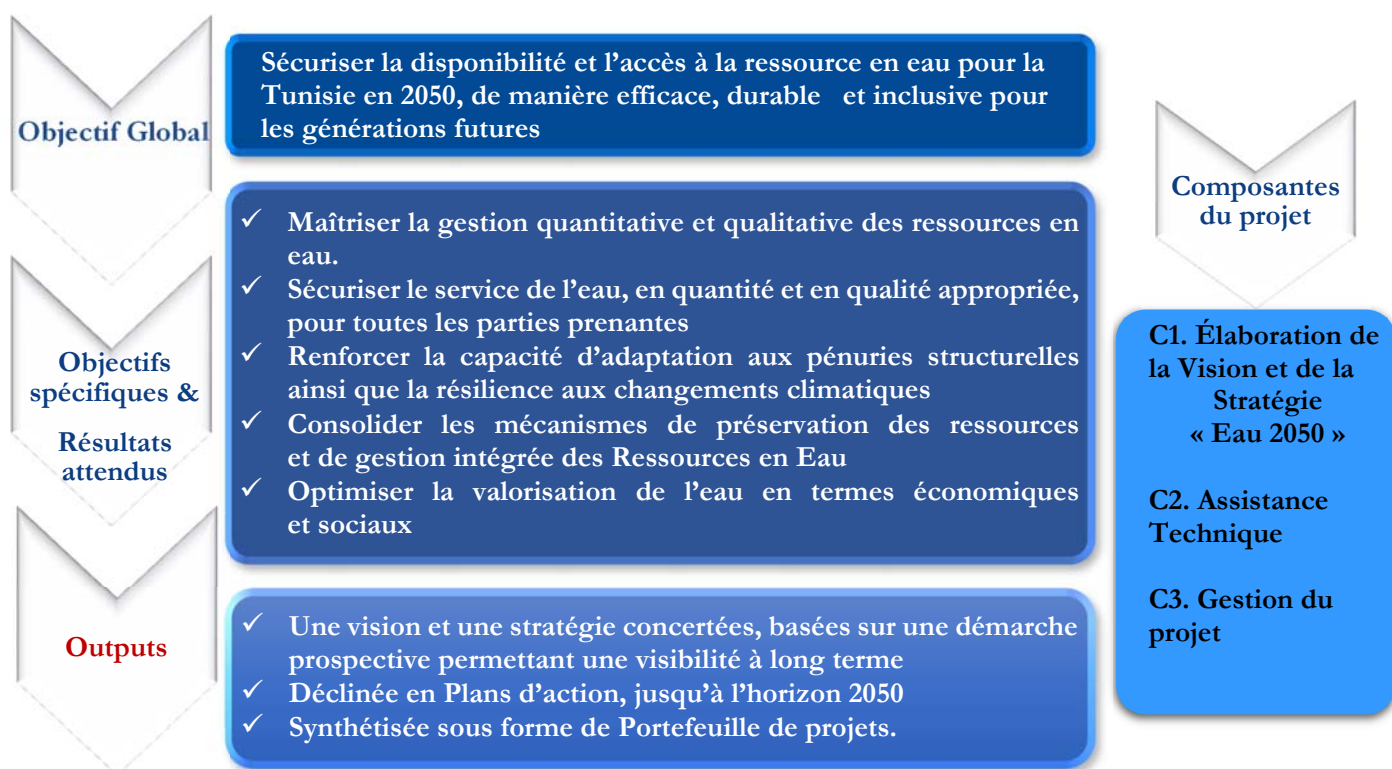 Objectif Global
Sécuriser la disponibilité et l’accès à la ressource en eau pour la
Tunisie en 2050, de manière efficace, durable et inclusive pour
les générations futures
Objectifs
spécifiques &
Résultats
attendus
✓ Maîtriser la gestion quantitative et qualitative des ressources en
eau.
✓ Sécuriser le service de l’eau, en quantité et en qualité appropriée,
pour toutes les parties prenantes
✓ Renforcer la capacité d’adaptation aux pénuries structurelles
ainsi que la résilience aux changements climatiques
✓ Consolider les mécanismes de préservation des ressources
et de gestion intégrée des Ressources en Eau
✓ Optimiser la valorisation de l’eau en termes économiques
et sociaux
Outputs
✓ Une vision et une stratégie concertées, basées sur une démarche
prospective permettant une visibilité à long terme
✓ Déclinée en Plans d’action, jusqu’à l’horizon 2050
✓ Synthétisée sous forme de Portefeuille de projets.
Composantes
du projet
C1. Élaboration de
la Vision et de la
Stratégie
« Eau 2050 »
C2. Assistance
Technique
C3. Gestion du
projet